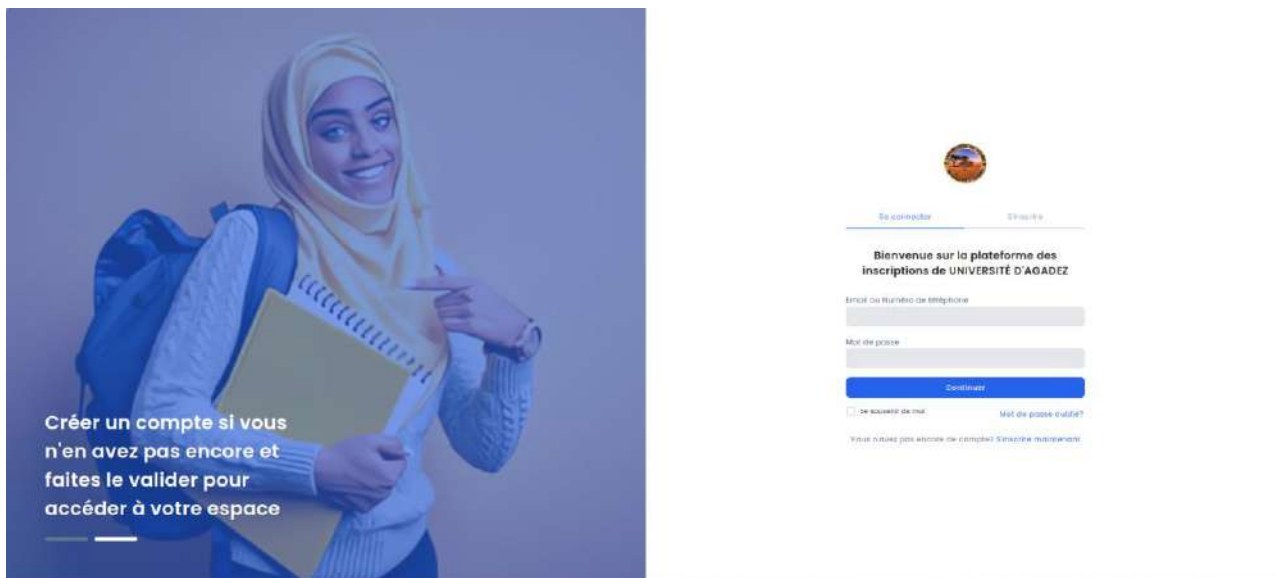 Créer un compte si vous
n'en avez pas encore et
faites le valider pour
accéder à votre espace
Se connecter
S'inscrire
Bienvenue sur la plateforme des
inscriptions de UNIVERSITÉ D'AGADEZ
Email ou Numéro de téléphone
Mot de passe
Continuer
Se souvenir de moi
Mot de passe oublié?
Vous n'avez pas encore de compte? S'inscrire maintenant